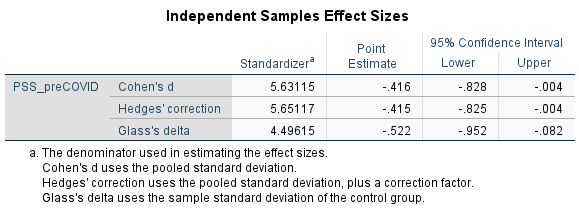 Independent Samples Effect Sizes
Standardizerᵃ Point Estimate 95% Confidence Interval
Lower Upper
PSS_preCOVID Cohen's d 5.63115 -.416 -.828 -.004
Hedges' correction 5.65117 -.415 -.825 -.004
Glass's delta 4.49615 -.522 -.952 -.082
a. The denominator used in estimating the effect sizes.
Cohen's d uses the pooled standard deviation.
Hedges' correction uses the pooled standard deviation, plus a correction factor.
Glass's delta uses the sample standard deviation of the control group.